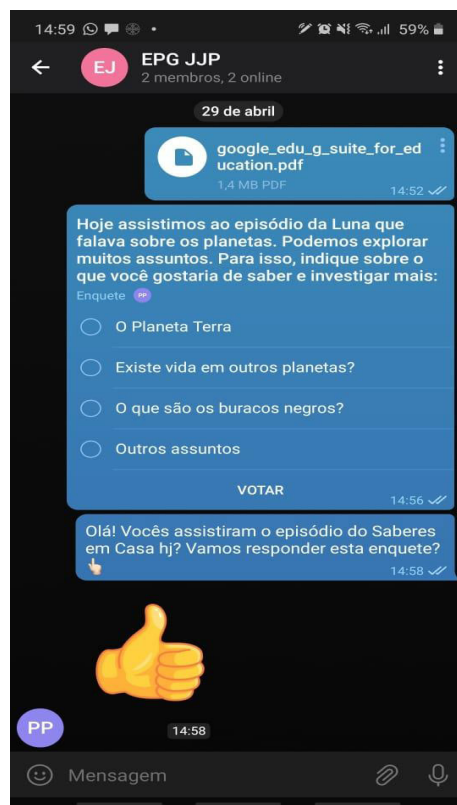 14:59 59%
EJ EPG JJP
2 membros, 2 online
29 de abril
google_edu_g_suite_for_ed
ucation.pdf
1,4 MB PDF 14:52
Hoje assistimos ao episódio da Luna que
falava sobre os planetas. Podemos explorar
muitos assuntos. Para isso, indique sobre o
que você gostaria de saber e investigar mais:
Enquete PP
O Planeta Terra
Existe vida em outros planetas?
O que são os buracos negros?
Outros assuntos
VOTAR
14:56
Olá! Vocês assistiram o episódio do Saberes
em Casa hj? Vamos responder esta enquete?
14:58
PP 14:58
Mensagem